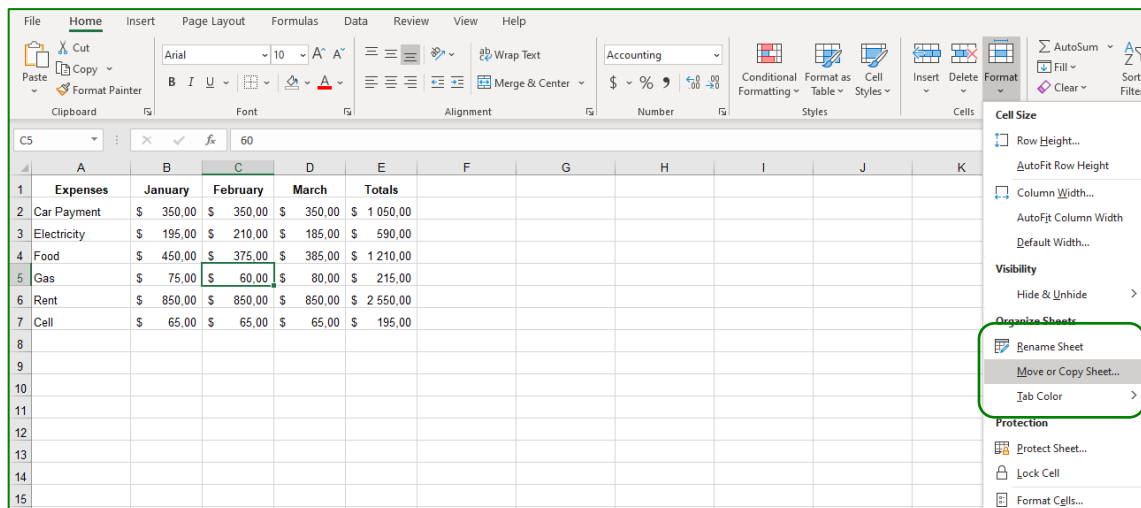 File Home Insert Page Layout Formulas Data Review View Help
Cut
Copy
Format Painter
Paste
Clipboard
Arial 10 A A
B I U A
Font
ab Wrap Text
Merge & Center
Alignment
Accounting
$ % 9 ,00 ,00
Number
Conditional Formatting
Format as Table
Cell Styles
Styles
Insert Delete Format
Cells
AutoSum
Fill
Clear
Sort
Filte
C5 fx 60
A B C D E F G H I J K
1 Expenses January February March Totals
2 Car Payment $ 350,00 $ 350,00 $ 350,00 $ 1 050,00
3 Electricity $ 195,00 $ 210,00 $ 185,00 $ 590,00
4 Food $ 450,00 $ 375,00 $ 385,00 $ 1 210,00
5 Gas $ 75,00 $ 60,00 $ 80,00 $ 215,00
6 Rent $ 850,00 $ 850,00 $ 850,00 $ 2 550,00
7 Cell $ 65,00 $ 65,00 $ 65,00 $ 195,00
8
9
10
11
12
13
14
15
Cell Size
Row Height...
AutoFit Row Height
Column Width...
AutoFit Column Width
Default Width...
Visibility
Hide & Unhide
Organize Sheets
Rename Sheet
Move or Copy Sheet...
Tab Color
Protection
Protect Sheet...
Lock Cell
Format Cells...